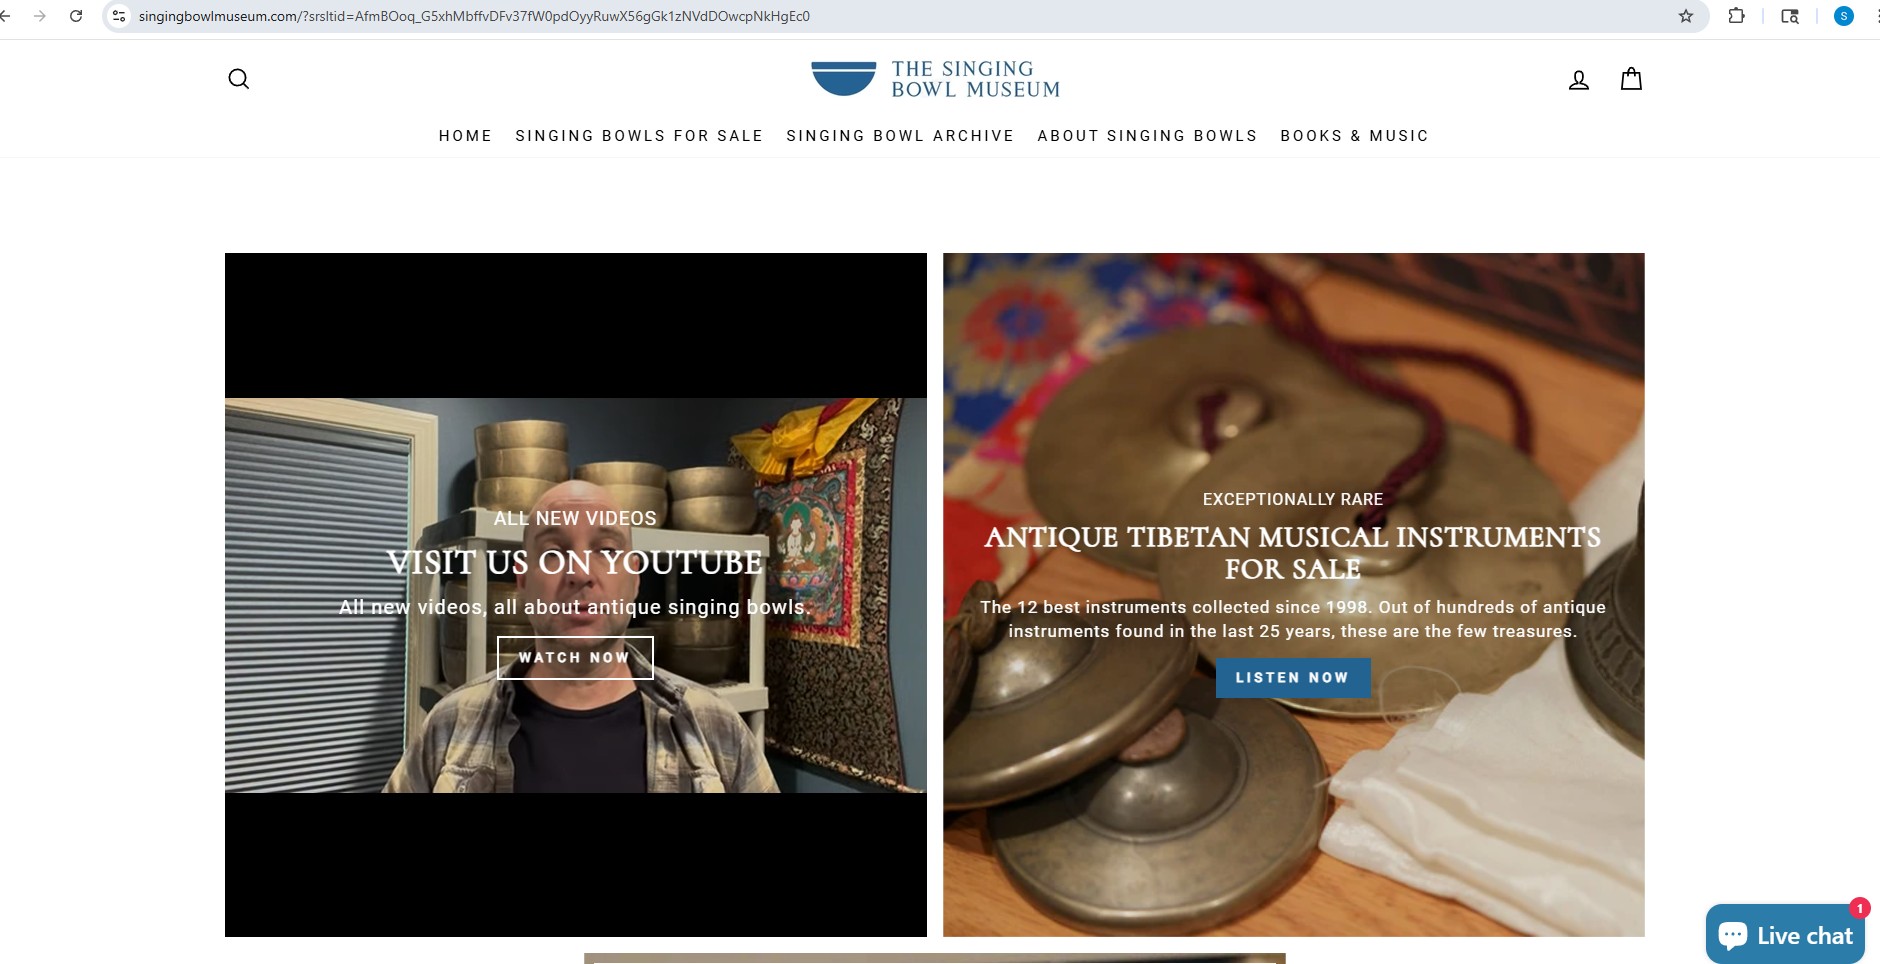 singingbowlmuseum.com/?srsltid=AfmBOoq_G5xhMbffvDFv37fW0pdOyyRuwX56gGk1zNVdDOwcpNkHgEc0
S
THE SINGING
BOWL MUSEUM
HOME SINGING BOWLS FOR SALE SINGING BOWL ARCHIVE ABOUT SINGING BOWLS BOOKS & MUSIC
ALL NEW VIDEOS
VISIT US ON YOUTUBE
All new videos, all about antique singing bowls.
WATCH NOW
EXCEPTIONALLY RARE
ANTIQUE TIBETAN MUSICAL INSTRUMENTS
FOR SALE
The 12 best instruments collected since 1998. Out of hundreds of antique
instruments found in the last 25 years, these are the few treasures.
LISTEN NOW
1
Live chat